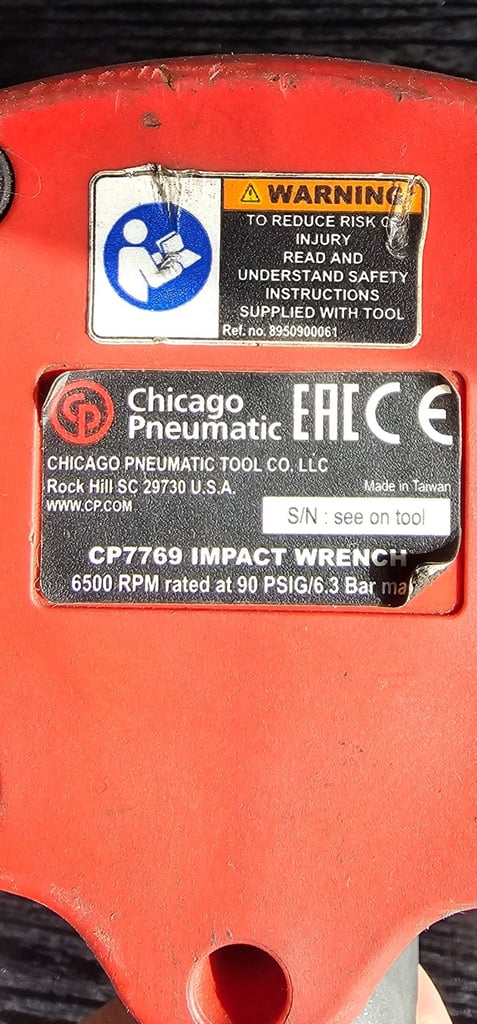 WARNING
TO REDUCE RISK OF
INJURY
READ AND
UNDERSTAND SAFETY
INSTRUCTIONS
SUPPLIED WITH TOOL
Ref. no. 8950900061
CP
Chicago
Pneumatic
EAC CE
CHICAGO PNEUMATIC TOOL CO. LLC
Rock Hill SC 29730 U.S.A.
Made in Taiwan
WWW.CP.COM
S/N : see on tool
CP7769 IMPACT WRENCH
6500 RPM rated at 90 PSIG/6.3 Bar